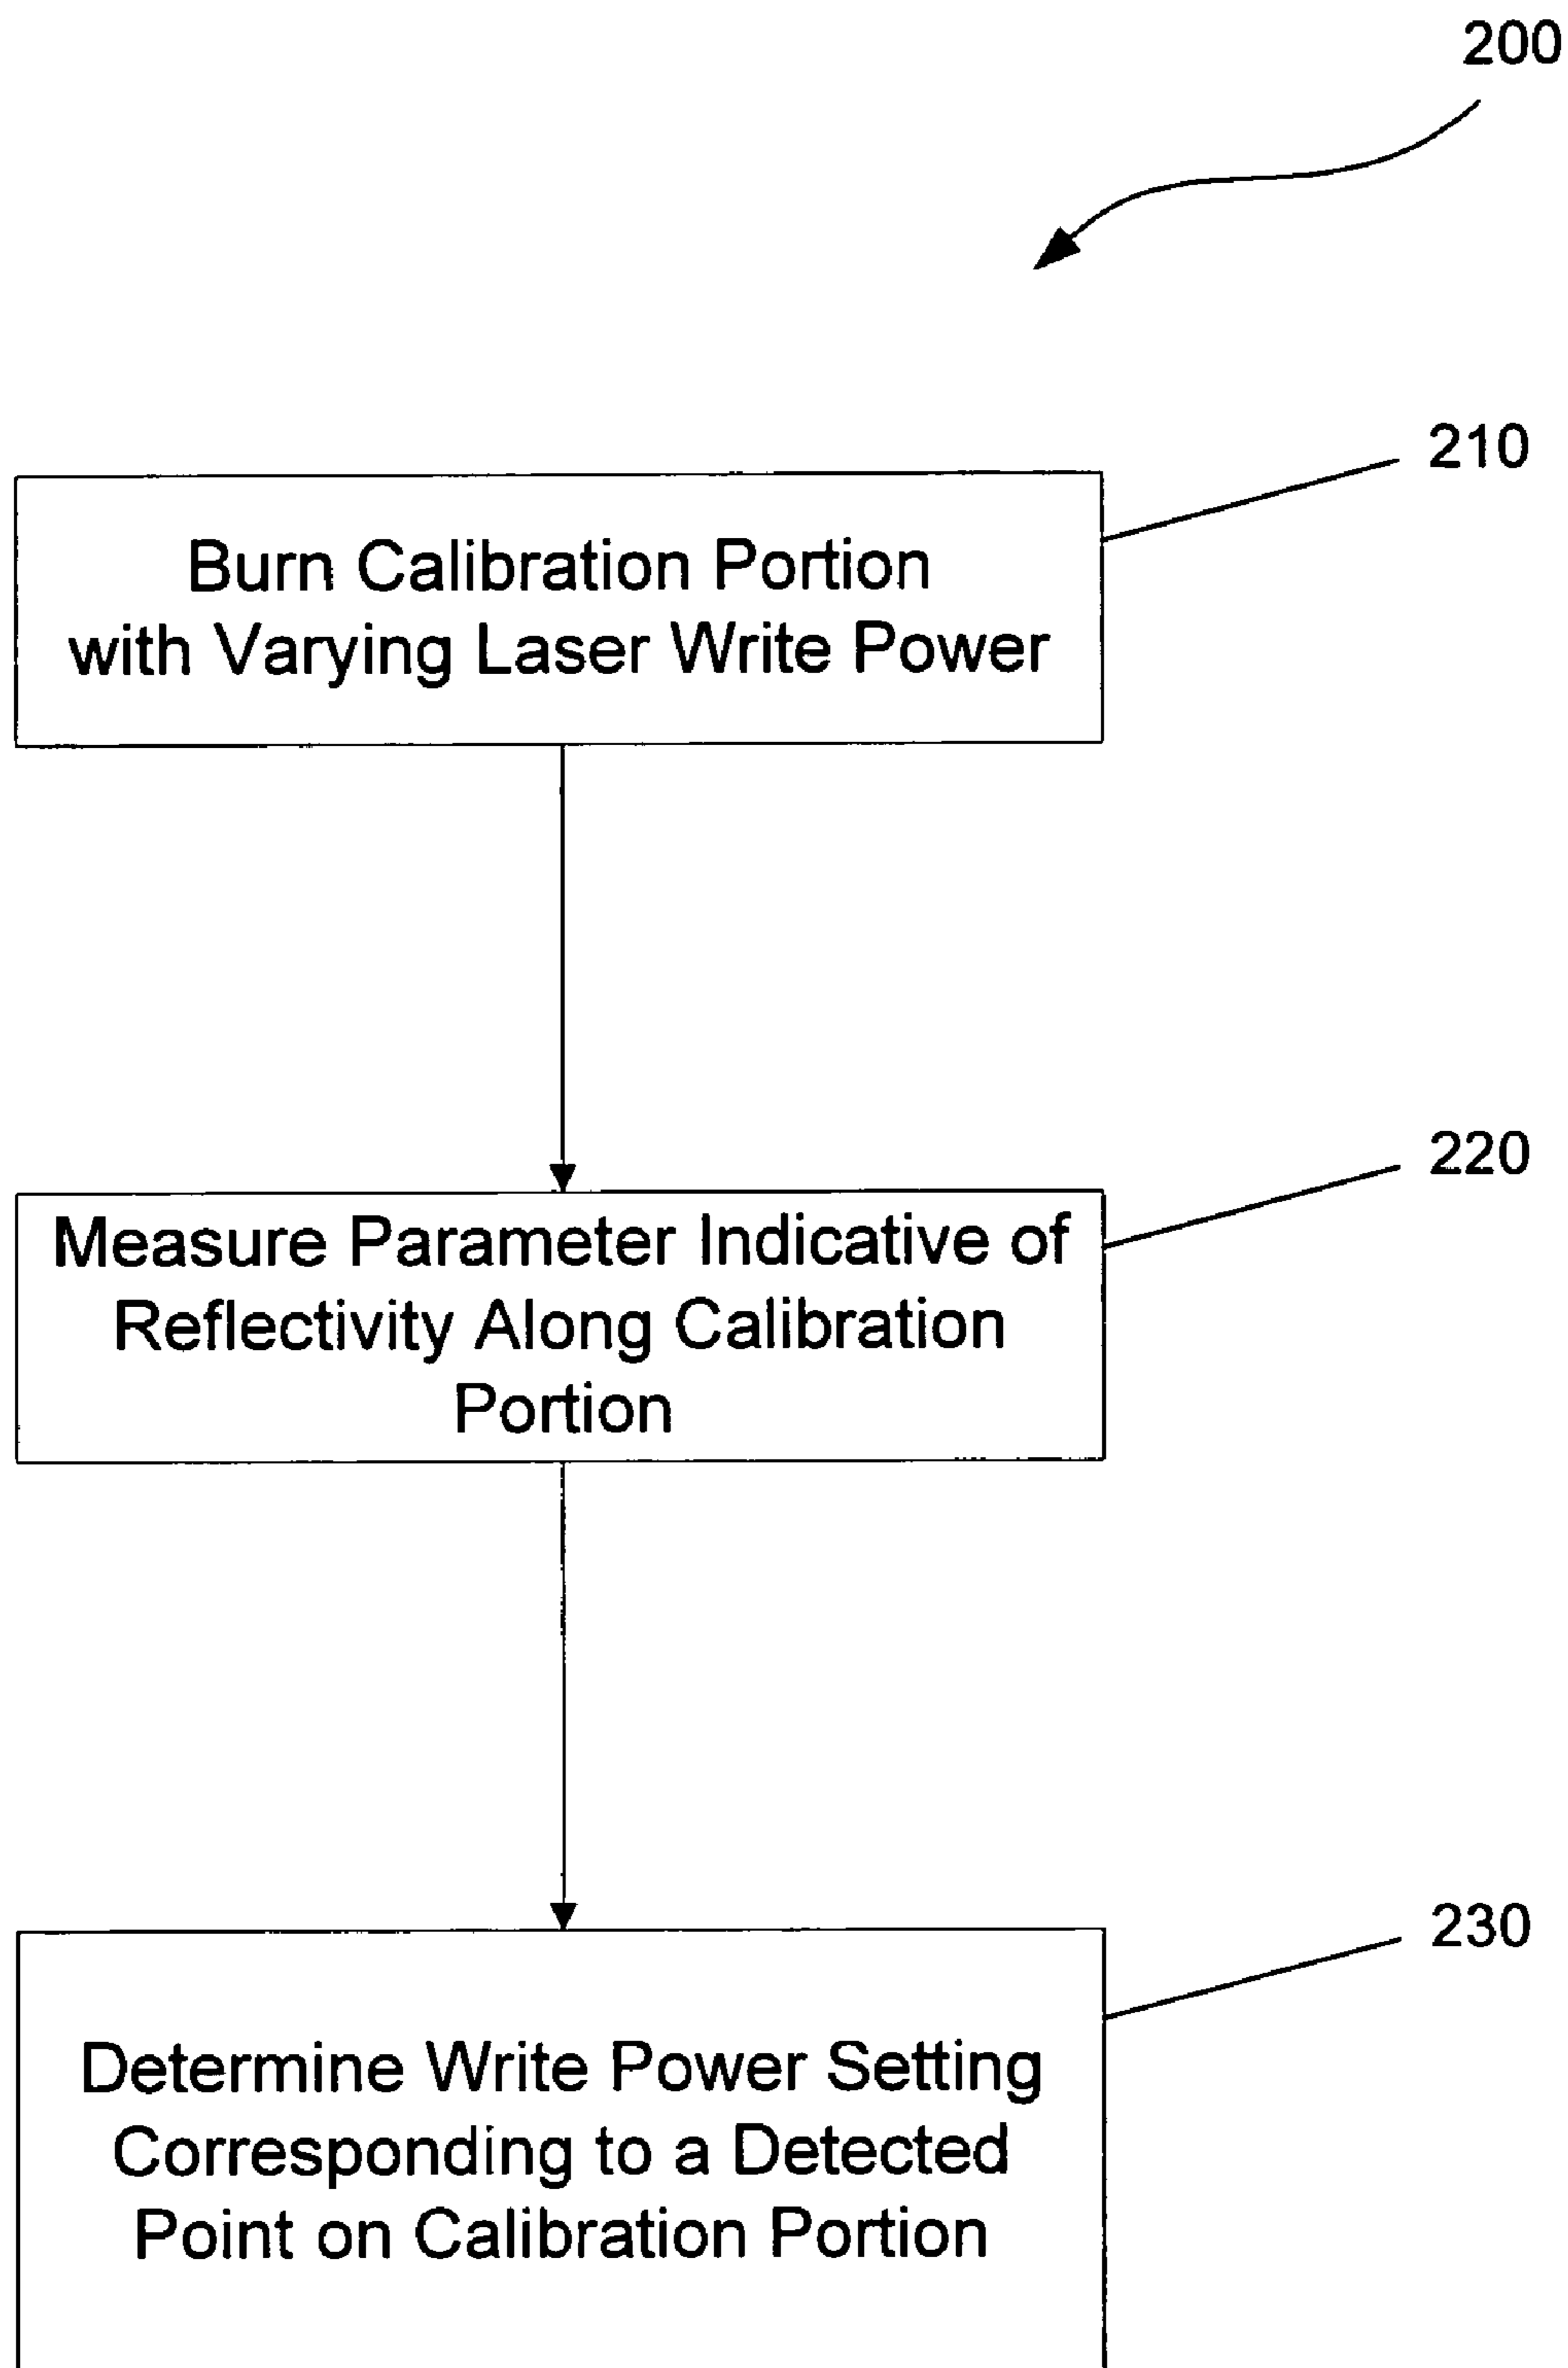 200
210
Burn Calibration Portion
with Varying Laser Write Power
220
Measure Parameter Indicative of
Reflectivity Along Calibration
Portion
230
Determine Write Power Setting
Corresponding to a Detected
Point on Calibration Portion